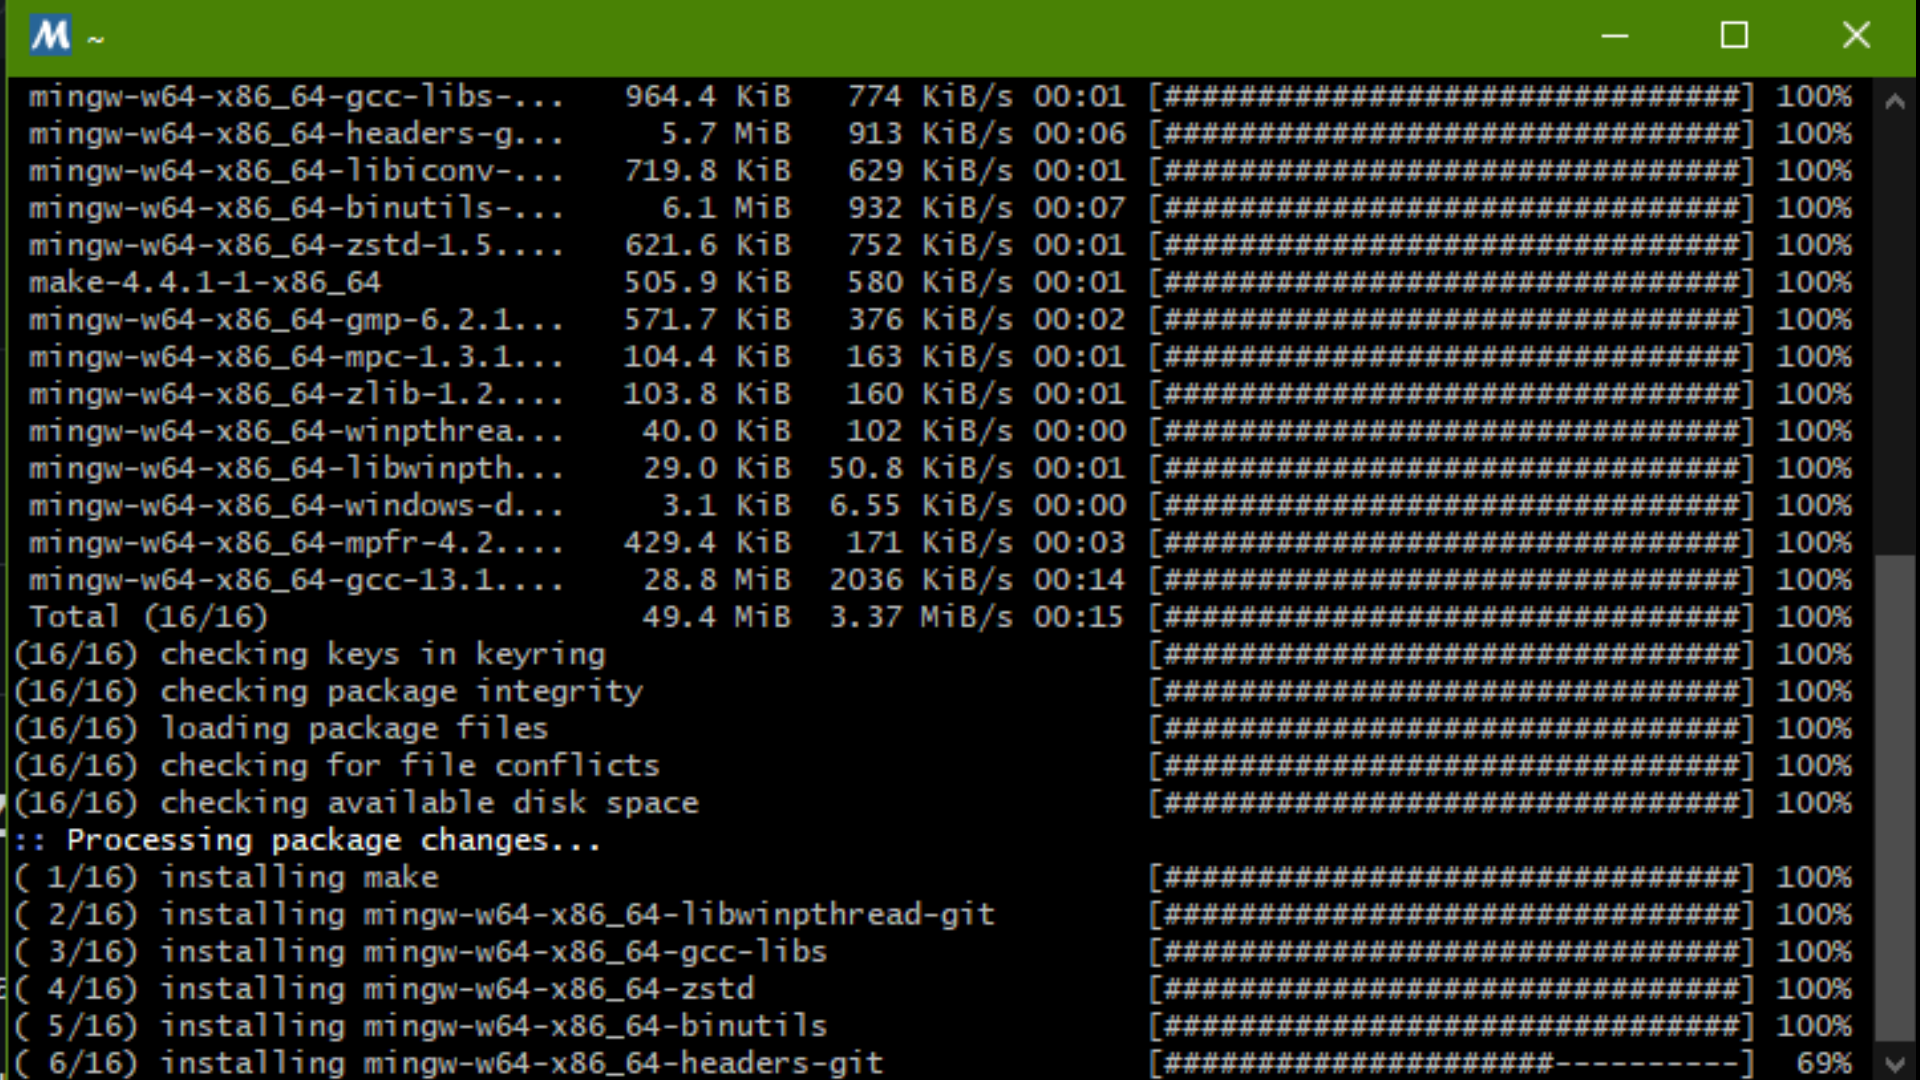 M ~
mingw-w64-x86_64-gcc-libs-... 964.4 KiB 774 KiB/s 00:01 [###############################] 100%
mingw-w64-x86_64-headers-g... 5.7 MiB 913 KiB/s 00:06 [###############################] 100%
mingw-w64-x86_64-libiconv-... 719.8 KiB 629 KiB/s 00:01 [###############################] 100%
mingw-w64-x86_64-binutils-... 6.1 MiB 932 KiB/s 00:07 [###############################] 100%
mingw-w64-x86_64-zstd-1.5.... 621.6 KiB 752 KiB/s 00:01 [###############################] 100%
make-4.4.1-1-x86_64 505.9 KiB 580 KiB/s 00:01 [###############################] 100%
mingw-w64-x86_64-gmp-6.2.1... 571.7 KiB 376 KiB/s 00:02 [###############################] 100%
mingw-w64-x86_64-mpc-1.3.1... 104.4 KiB 163 KiB/s 00:01 [###############################] 100%
mingw-w64-x86_64-zlib-1.2.... 103.8 KiB 160 KiB/s 00:01 [###############################] 100%
mingw-w64-x86_64-winpthrea... 40.0 KiB 102 KiB/s 00:00 [###############################] 100%
mingw-w64-x86_64-libwinpth... 29.0 KiB 50.8 KiB/s 00:01 [###############################] 100%
mingw-w64-x86_64-windows-d... 3.1 KiB 6.55 KiB/s 00:00 [###############################] 100%
mingw-w64-x86_64-mpfr-4.2.... 429.4 KiB 171 KiB/s 00:03 [###############################] 100%
mingw-w64-x86_64-gcc-13.1.... 28.8 MiB 2036 KiB/s 00:14 [###############################] 100%
Total (16/16) 49.4 MiB 3.37 MiB/s 00:15 [###############################] 100%
(16/16) checking keys in keyring [###############################] 100%
(16/16) checking package integrity [###############################] 100%
(16/16) loading package files [###############################] 100%
(16/16) checking for file conflicts [###############################] 100%
(16/16) checking available disk space [###############################] 100%
:: Processing package changes...
( 1/16) installing make [###############################] 100%
( 2/16) installing mingw-w64-x86_64-libwinpthread-git [###############################] 100%
( 3/16) installing mingw-w64-x86_64-gcc-libs [###############################] 100%
( 4/16) installing mingw-w64-x86_64-zstd [###############################] 100%
( 5/16) installing mingw-w64-x86_64-binutils [###############################] 100%
( 6/16) installing mingw-w64-x86_64-headers-git [#####################----------] 69%